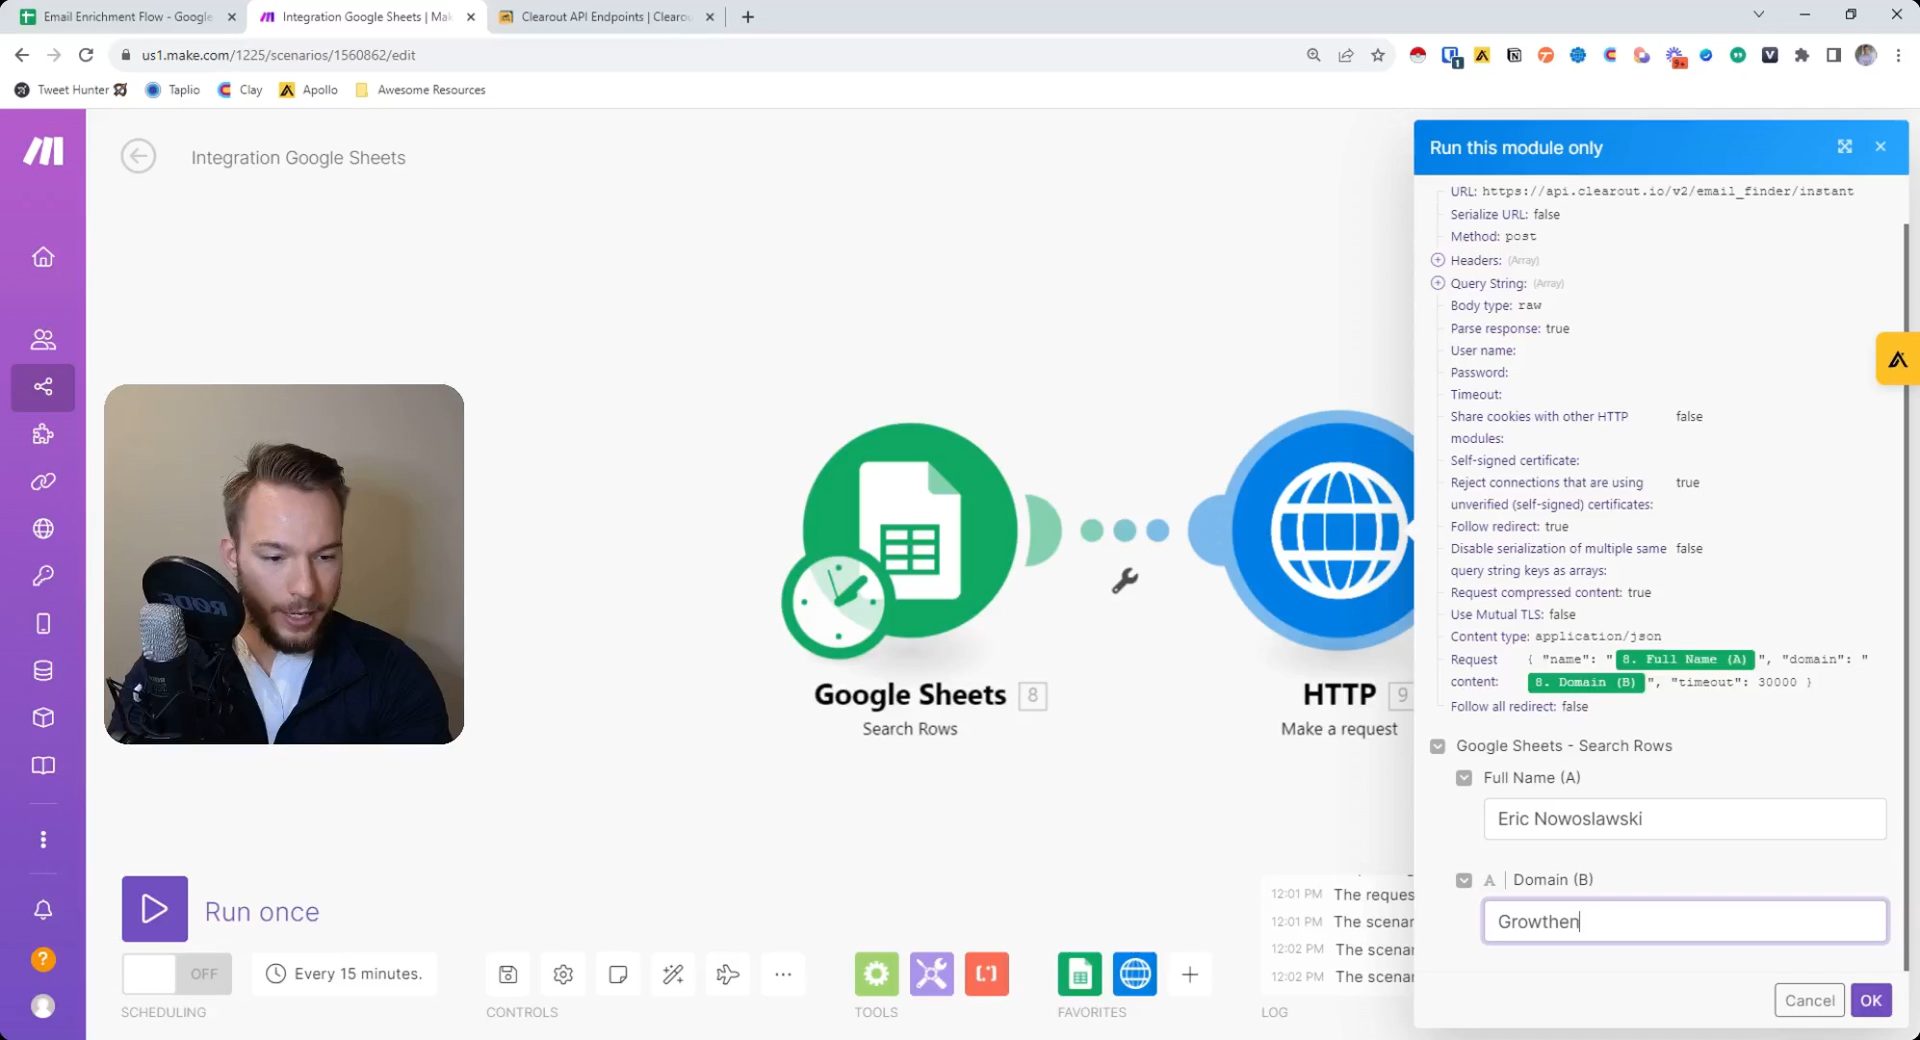 Email Enrichment Flow - Google
Integration Google Sheets | Mak
Clearout API Endpoints | Clearou
us1.make.com/1225/scenarios/1560862/edit
1
9+
Tweet Hunter
Taplio
Clay
Apollo
Awesome Resources
Integration Google Sheets
Run this module only
URL: https://api.clearout.io/v2/email_finder/instant
Serialize URL: false
Method: post
Headers: (Array)
Query String: (Array)
Body type: raw
Parse response: true
User name:
Password:
Timeout:
Share cookies with other HTTP false
modules:
Self-signed certificate:
Reject connections that are using true
unverified (self-signed) certificates:
Follow redirect: true
Disable serialization of multiple same false
query string keys as arrays:
Request compressed content: true
Use Mutual TLS: false
Content type: application/json
Request { "name": " 8. Full Name (A) ", "domain": "
content: 8. Domain (B) ", "timeout": 30000 }
Follow all redirect: false
Google Sheets - Search Rows
Full Name (A)
Eric Nowoslawski
A Domain (B)
Growthen
Cancel
OK
RODE
Google Sheets 8
Search Rows
HTTP 9
Make a request
Run once
12:01 PM The reques
12:01 PM The scenar
12:02 PM The scenar
12:02 PM The scenar
OFF
Every 15 minutes.
SCHEDULING
CONTROLS
TOOLS
FAVORITES
LOG